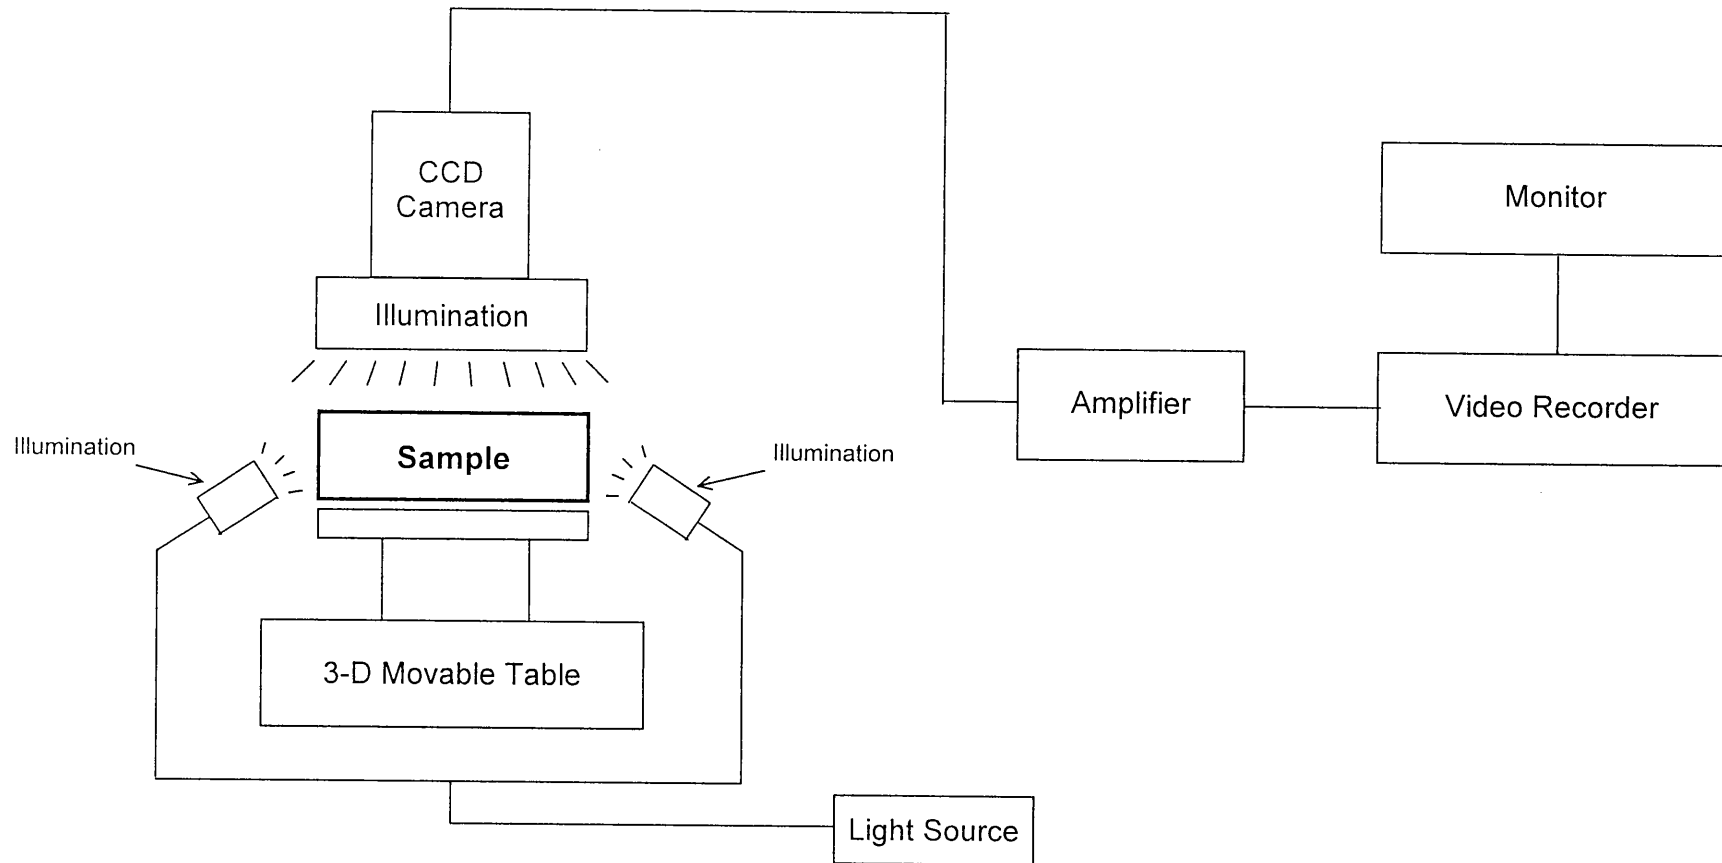 CCD
Camera
Monitor
Illumination
Amplifier
Video Recorder
Illumination
Sample
Illumination
3-D Movable Table
Light Source